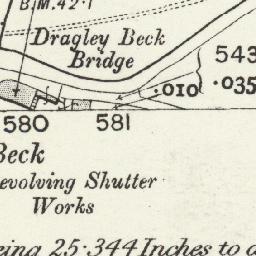 B.M.42·1
Dragley Beck
Bridge
543
·010
·035
580
581
Beck
evolving Shutter
Works
eing 25·344 Inches to a